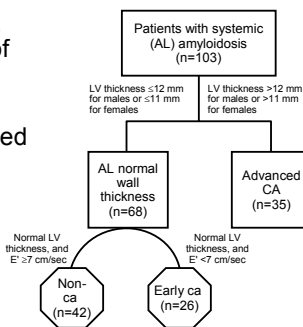 of
ed
Patients with systemic
(AL) amyloidosis
(n=103)
LV thickness ≤12 mm
for males or ≤11 mm
for females
LV thickness >12 mm
for males or >11 mm
for females
AL normal
wall
thickness
(n=68)
Advanced
CA
(n=35)
Normal LV
thickness, and
E' ≥7 cm/sec
Normal LV
thickness, and
E' <7 cm/sec
Non-
ca
(n=42)
Early ca
(n=26)